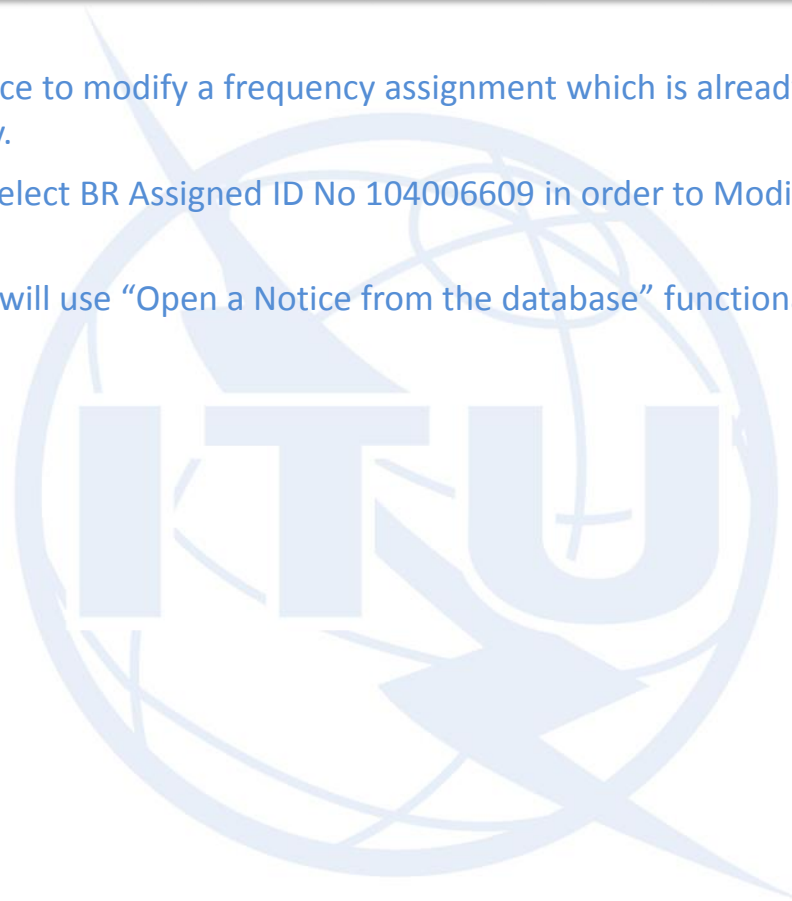 ce to modify a frequency assignment which is alread
.
elect BR Assigned ID No 104006609 in order to Modi
will use “Open a Notice from the database” function
ITU